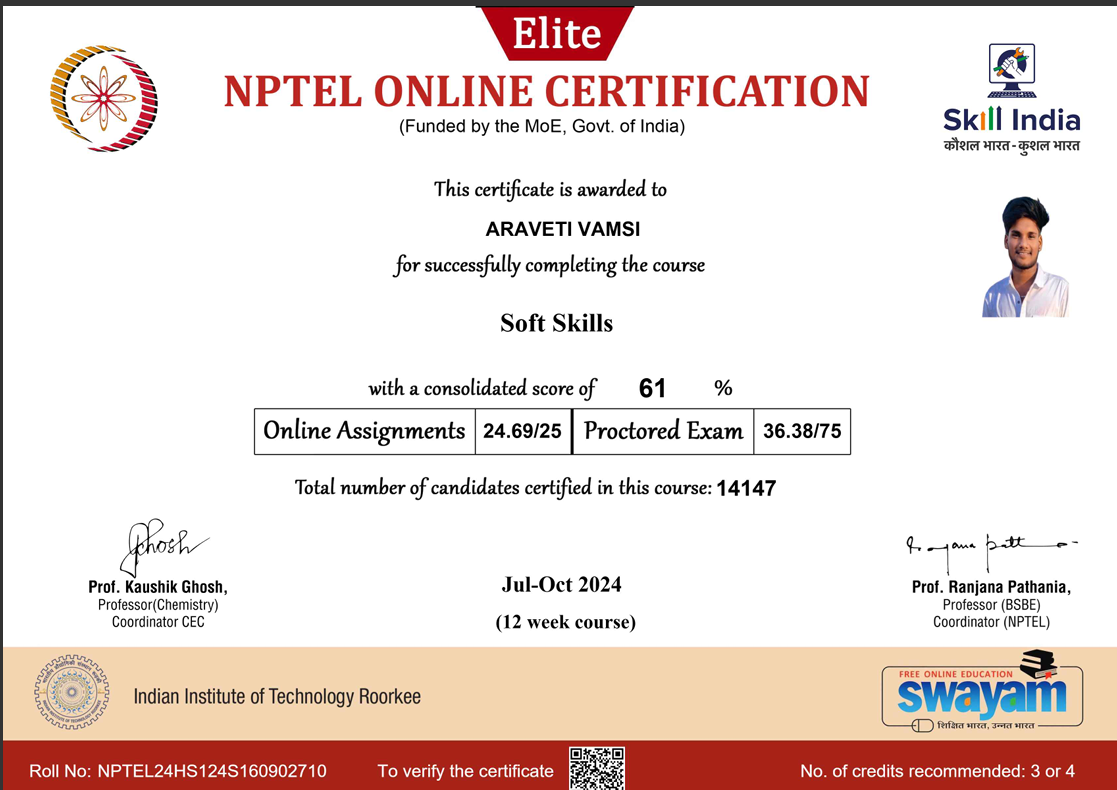 Elite
NPTEL ONLINE CERTIFICATION
(Funded by the MoE, Govt. of India)
Skill India
कौशल भारत - कुशल भारत
This certificate is awarded to
ARAVETI VAMSI
for successfully completing the course
Soft Skills
with a consolidated score of 61 %
Online Assignments 24.69/25 Proctored Exam 36.38/75
Total number of candidates certified in this course: 14147
Prof. Kaushik Ghosh,
Professor(Chemistry)
Coordinator CEC
Jul-Oct 2024
(12 week course)
Prof. Ranjana Pathania,
Professor (BSBE)
Coordinator (NPTEL)
Indian Institute of Technology Roorkee
FREE ONLINE EDUCATION
swayam
शिक्षित भारत, उन्नत भारत
Roll No: NPTEL24HS124S160902710
To verify the certificate
No. of credits recommended: 3 or 4